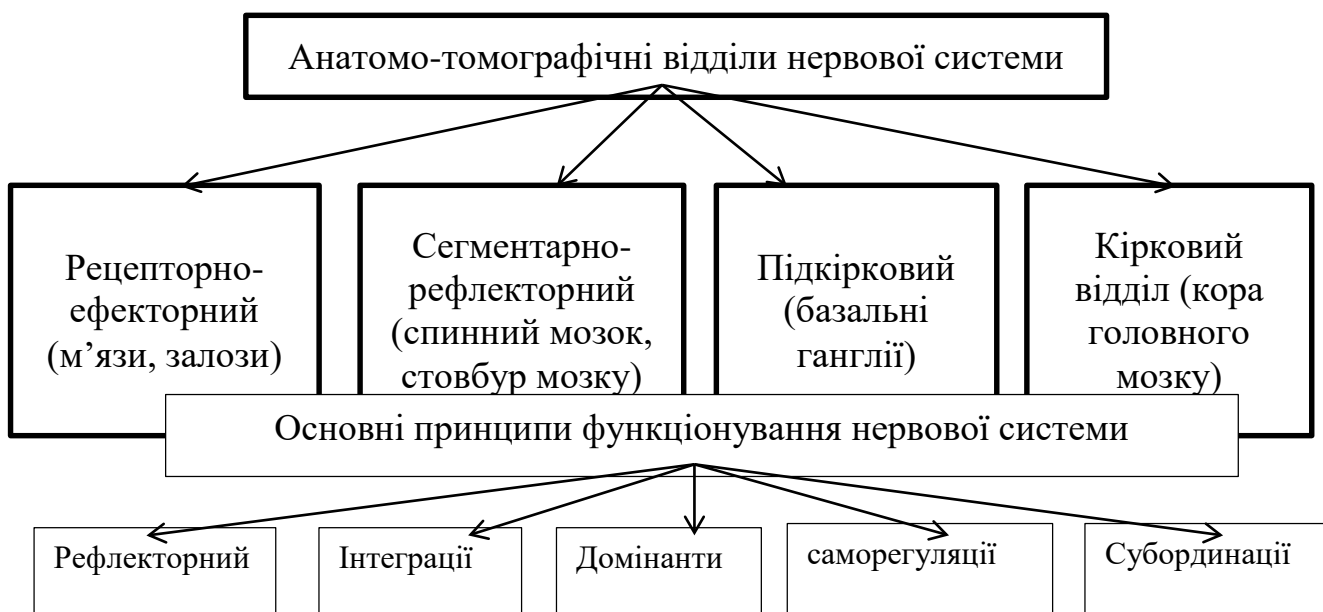 Анатомо-томографічні відділи нервової системи
Рецепторно-
ефекторний
(м’язи, залози)
Сегментарно-
рефлекторний
(спинний мозок,
стовбур мозку)
Підкірковий
(базальні
ганглії)
Кірковий
відділ (кора
головного
мозку)
Основні принципи функціонування нервової системи
Рефлекторний
Інтеграції
Домінанти
саморегуляції
Субординації